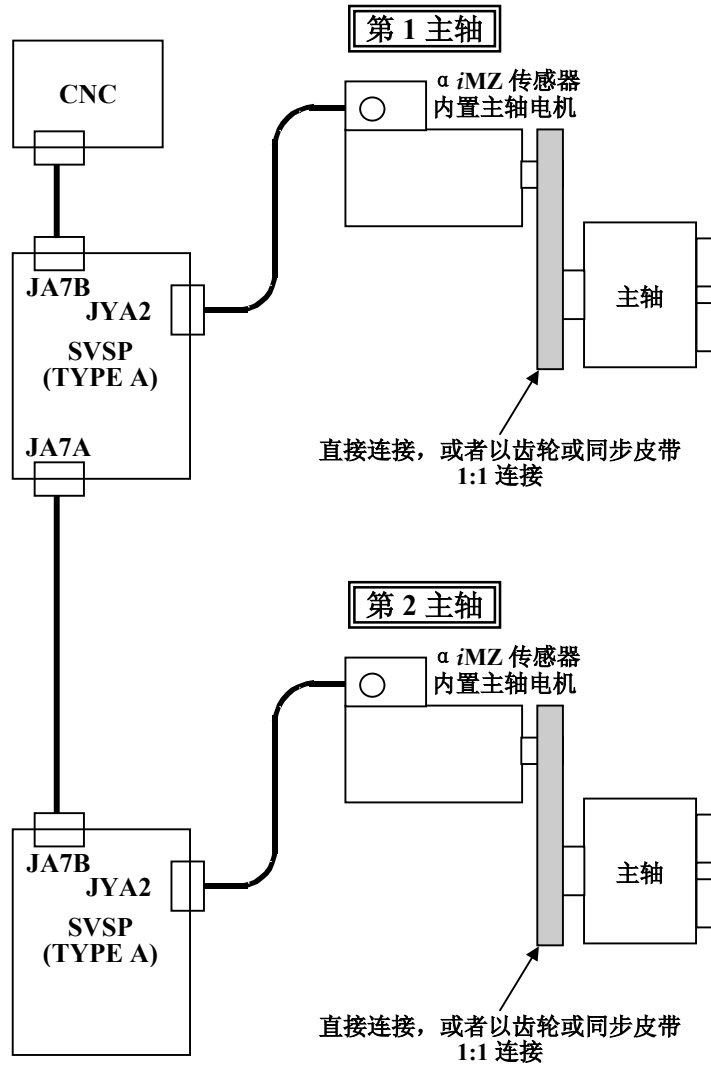 第 1 主轴
CNC
α iMZ 传感器
内置主轴电机
JA7B
JYA2
SVSP
(TYPE A)
主轴
JA7A
直接连接，或者以齿轮或同步皮带
1:1 连接
第 2 主轴
α iMZ 传感器
内置主轴电机
JA7B
JYA2
SVSP
(TYPE A)
主轴
直接连接，或者以齿轮或同步皮带
1:1 连接